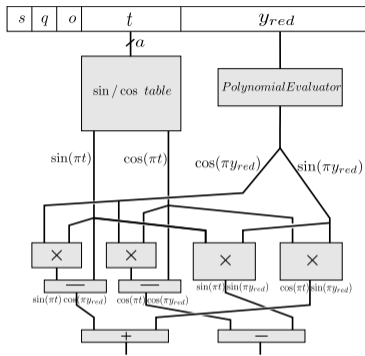 s q o t y_red
a
sin / cos table
PolynomialEvaluator
sin(πt) cos(πt) cos(πy_red) sin(πy_red)
× × × ×
— —
sin(πt) cos(πy_red) cos(πt) cos(πy_red) sin(πt) sin(πy_red) cos(πt) sin(πy_red)
+ —